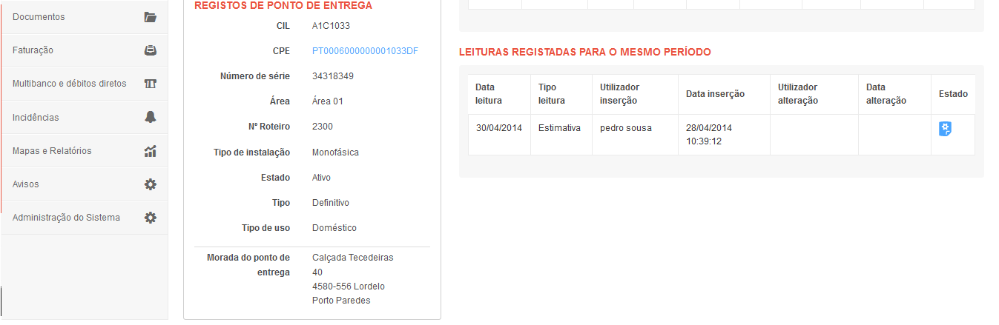 Documentos
Faturação
Multibanco e débitos diretos
Incidências
Mapas e Relatórios
Avisos
Administração do Sistema
REGISTOS DE PONTO DE ENTREGA
CIL A1C1033
CPE PT0006000000001033DF
Número de série 34318349
Área Área 01
Nº Roteiro 2300
Tipo de instalação Monofásica
Estado Ativo
Tipo Definitivo
Tipo de uso Doméstico
Morada do ponto de Calçada Tecedeiras
entrega 40
4580-556 Lordelo
Porto Paredes
LEITURAS REGISTADAS PARA O MESMO PERÍODO
Data Tipo Utilizador Data inserção Utilizador Data Estado
leitura leitura inserção alteração alteração
30/04/2014 Estimativa pedro sousa 28/04/2014
10:39:12